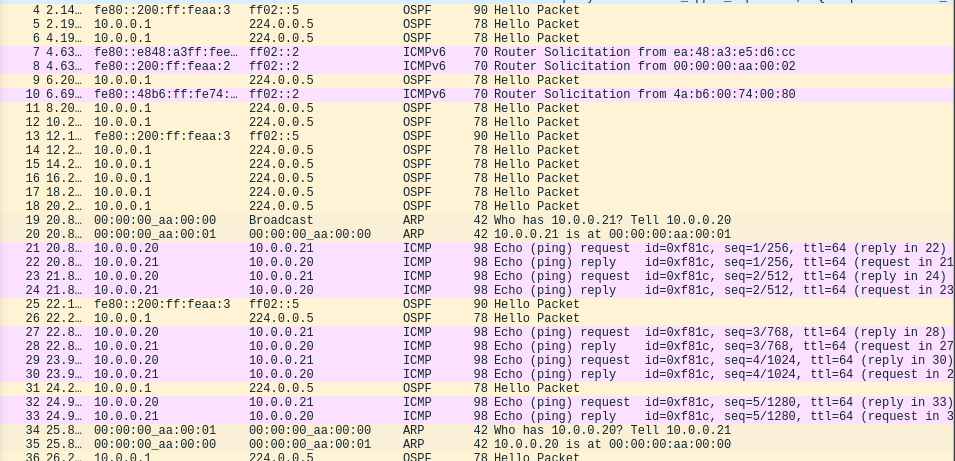 4 2.14… fe80::200:ff:feaa:3 ff02::5 OSPF 90 Hello Packet
5 2.19… 10.0.0.1 224.0.0.5 OSPF 78 Hello Packet
6 4.19… 10.0.0.1 224.0.0.5 OSPF 78 Hello Packet
7 4.63… fe80::e848:a3ff:fee… ff02::2 ICMPv6 70 Router Solicitation from ea:48:a3:e5:d6:cc
8 4.63… fe80::200:ff:feaa:2 ff02::2 ICMPv6 70 Router Solicitation from 00:00:00:aa:00:02
9 6.20… 10.0.0.1 224.0.0.5 OSPF 78 Hello Packet
10 6.69… fe80::48b6:ff:fe74:… ff02::2 ICMPv6 70 Router Solicitation from 4a:b6:00:74:00:80
11 8.20… 10.0.0.1 224.0.0.5 OSPF 78 Hello Packet
12 10.2… 10.0.0.1 224.0.0.5 OSPF 78 Hello Packet
13 12.1… fe80::200:ff:feaa:3 ff02::5 OSPF 90 Hello Packet
14 12.2… 10.0.0.1 224.0.0.5 OSPF 78 Hello Packet
15 14.2… 10.0.0.1 224.0.0.5 OSPF 78 Hello Packet
16 16.2… 10.0.0.1 224.0.0.5 OSPF 78 Hello Packet
17 18.2… 10.0.0.1 224.0.0.5 OSPF 78 Hello Packet
18 20.2… 10.0.0.1 224.0.0.5 OSPF 78 Hello Packet
19 20.8… 00:00:00_aa:00:00 Broadcast ARP 42 Who has 10.0.0.21? Tell 10.0.0.20
20 20.8… 00:00:00_aa:00:01 00:00:00_aa:00:00 ARP 42 10.0.0.21 is at 00:00:00:aa:00:01
21 20.8… 10.0.0.20 10.0.0.21 ICMP 98 Echo (ping) request id=0xf81c, seq=1/256, ttl=64 (reply in 22)
22 20.8… 10.0.0.21 10.0.0.20 ICMP 98 Echo (ping) reply id=0xf81c, seq=1/256, ttl=64 (request in 21
23 21.8… 10.0.0.20 10.0.0.21 ICMP 98 Echo (ping) request id=0xf81c, seq=2/512, ttl=64 (reply in 24)
24 21.8… 10.0.0.21 10.0.0.20 ICMP 98 Echo (ping) reply id=0xf81c, seq=2/512, ttl=64 (request in 23
25 22.1… fe80::200:ff:feaa:3 ff02::5 OSPF 90 Hello Packet
26 22.2… 10.0.0.1 224.0.0.5 OSPF 78 Hello Packet
27 22.8… 10.0.0.20 10.0.0.21 ICMP 98 Echo (ping) request id=0xf81c, seq=3/768, ttl=64 (reply in 28)
28 22.8… 10.0.0.21 10.0.0.20 ICMP 98 Echo (ping) reply id=0xf81c, seq=3/768, ttl=64 (request in 27
29 23.9… 10.0.0.20 10.0.0.21 ICMP 98 Echo (ping) request id=0xf81c, seq=4/1024, ttl=64 (reply in 30)
30 23.9… 10.0.0.21 10.0.0.20 ICMP 98 Echo (ping) reply id=0xf81c, seq=4/1024, ttl=64 (request in 2
31 24.2… 10.0.0.1 224.0.0.5 OSPF 78 Hello Packet
32 24.9… 10.0.0.20 10.0.0.21 ICMP 98 Echo (ping) request id=0xf81c, seq=5/1280, ttl=64 (reply in 33)
33 24.9… 10.0.0.21 10.0.0.20 ICMP 98 Echo (ping) reply id=0xf81c, seq=5/1280, ttl=64 (request in 3
34 25.8… 00:00:00_aa:00:01 00:00:00_aa:00:00 ARP 42 Who has 10.0.0.20? Tell 10.0.0.21
35 25.8… 00:00:00_aa:00:00 00:00:00_aa:00:01 ARP 42 10.0.0.20 is at 00:00:00:aa:00:00
36 26.2… 10.0.0.1 224.0.0.5 OSPF 78 Hello Packet